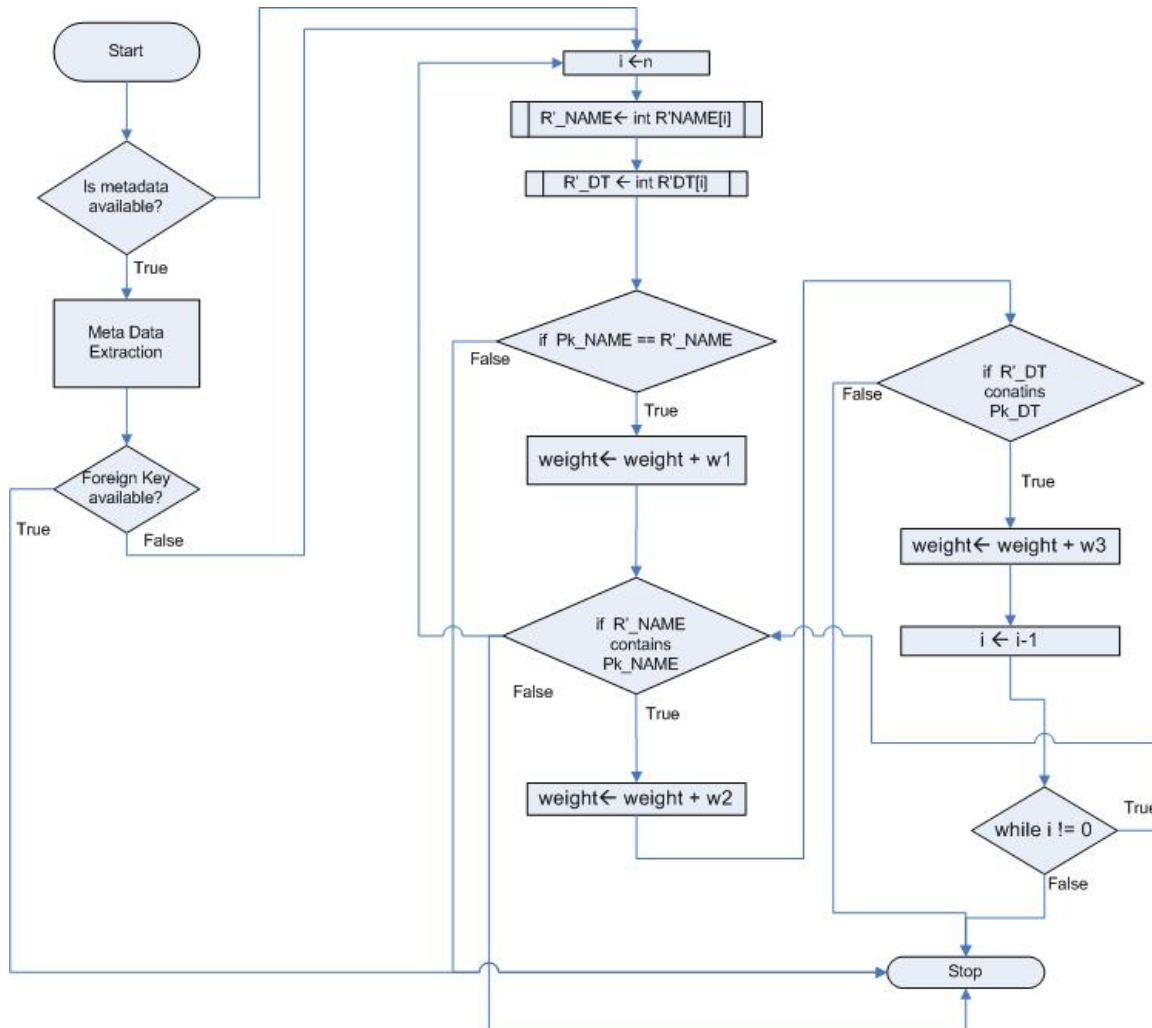 Start
Is metadata
available?
True
Meta Data
Extraction
Foreign Key
available?
True
False
i ←n
R'_NAME← int R'NAME[i]
R'_DT ← int R'DT[i]
if Pk_NAME == R'_NAME
False
True
weight← weight + w1
if R'_NAME
contains
Pk_NAME
False
True
weight← weight + w2
if R'_DT
conatins
Pk_DT
False
True
weight← weight + w3
i ← i-1
while i != 0
True
False
Stop